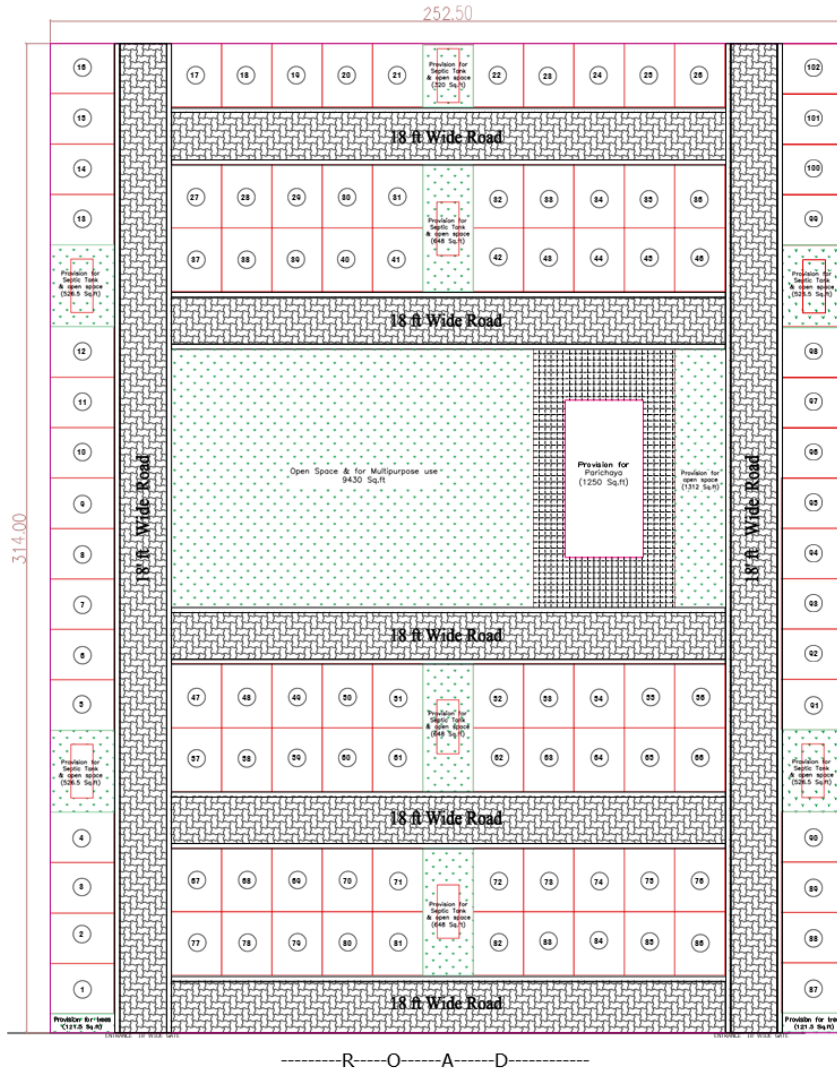 252.50
314.00
16 17 18 19 20 21 22 23 24 25 26 102
Provision for
Septic Tank
& open space
(320 Sq.ft)
15 101
18 ft Wide Road
14 100
13 27 28 29 30 31 32 33 34 35 36 99
Provision for
Septic Tank
& open space
(648 Sq.ft)
37 38 39 40 41 42 43 44 45 46
Provision for
Septic Tank
& open space
(526.5 Sq.ft)
Provision for
Septic Tank
& open space
(526.5 Sq.ft)
18 ft Wide Road
12 98
11 97
10 96
9 95
8 94
7 93
6 92
5 91
18' ft Wide Road
Open Space & for Multipurpose use
9430 Sq.ft
Provision for
Parichaya
(1250 Sq.ft)
Provision for
open space
(1312 Sq.ft)
18' ft Wide Road
18 ft Wide Road
47 48 49 50 51 52 53 54 55 56
Provision for
Septic Tank
& open space
(648 Sq.ft)
57 58 59 60 61 62 63 64 65 66
Provision for
Septic Tank
& open space
(526.5 Sq.ft)
Provision for
Septic Tank
& open space
(526.5 Sq.ft)
18 ft Wide Road
4 90
3 67 68 69 70 71 72 73 74 75 76 89
Provision for
Septic Tank
& open space
(648 Sq.ft)
2 77 78 79 80 81 82 83 84 85 86 88
1 87
18 ft Wide Road
Provision for trees
(121.5 Sq.ft)
Provision for tree
(121.5 Sq.ft)
ENTRANCE 18' WIDE GATE
ENTRANCE 18' WIDE GATE
---------R----O----A----D-----------